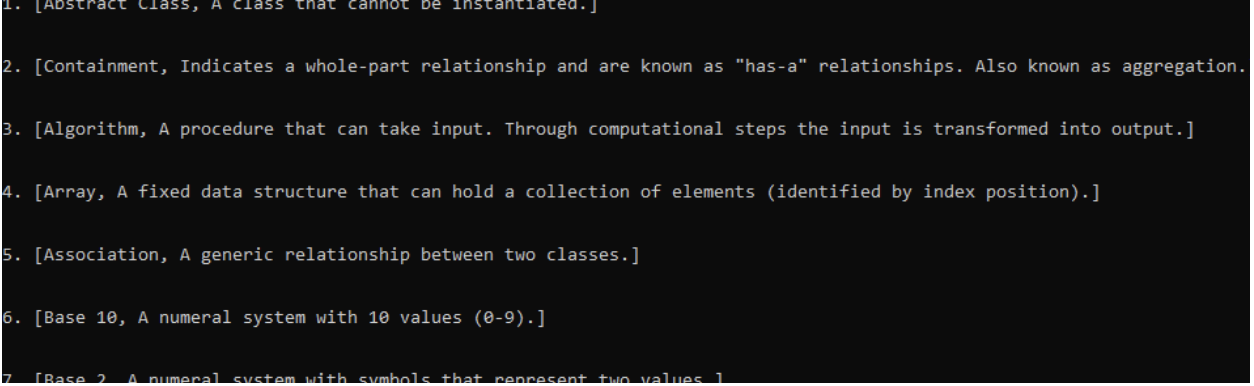 1. [Abstract Class, A class that cannot be instantiated.]
2. [Containment, Indicates a whole-part relationship and are known as "has-a" relationships. Also known as aggregation.
3. [Algorithm, A procedure that can take input. Through computational steps the input is transformed into output.]
4. [Array, A fixed data structure that can hold a collection of elements (identified by index position).]
5. [Association, A generic relationship between two classes.]
6. [Base 10, A numeral system with 10 values (0-9).]
7. [Base 2, A numeral system with symbols that represent two values.]